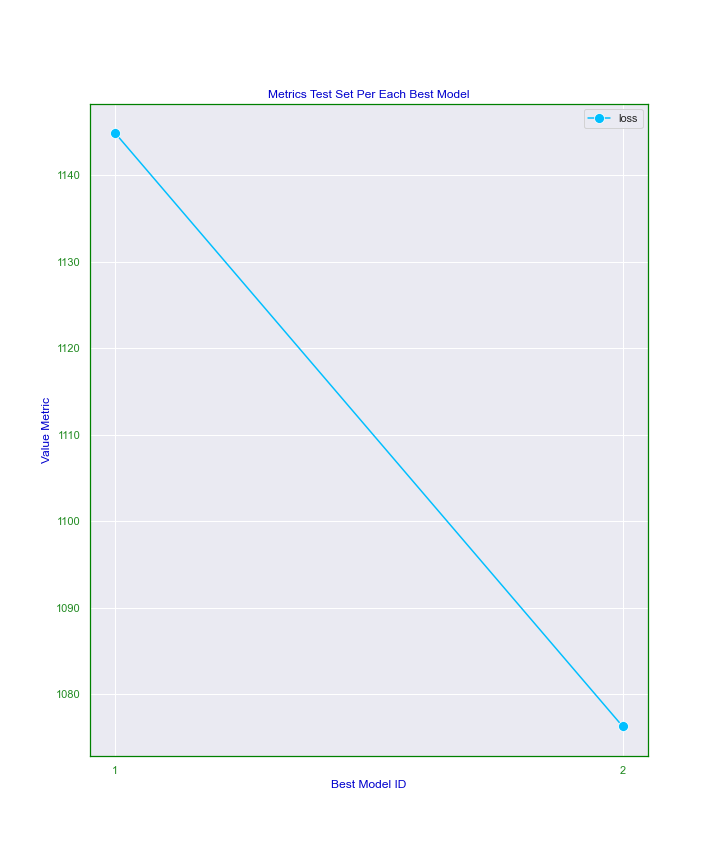 Metrics Test Set Per Each Best Model
loss
1140
1130
1120
1110
1100
1090
1080
Value Metric
1
2
Best Model ID